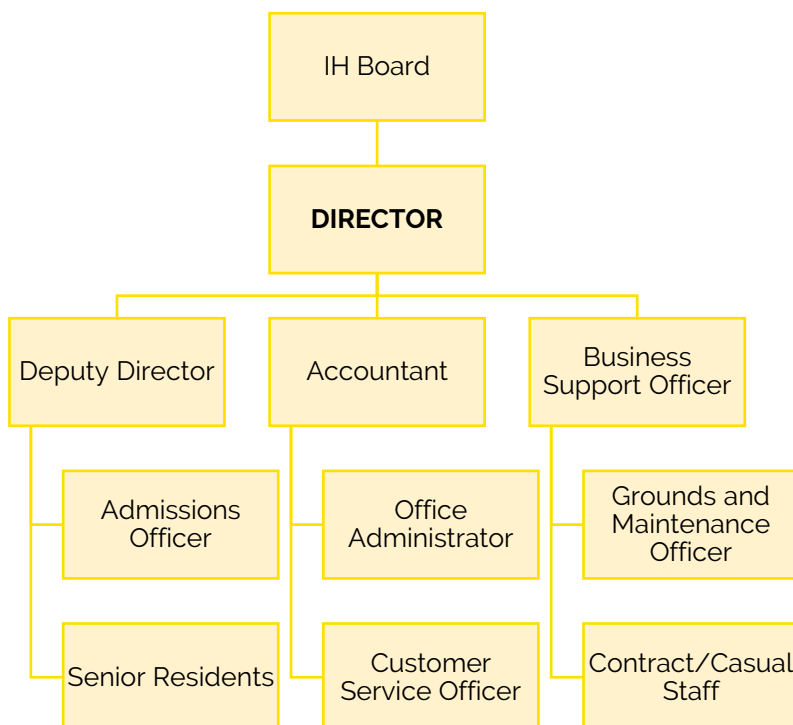 IH Board
DIRECTOR
Deputy Director
Accountant
Business
Support Officer
Admissions
Officer
Office
Administrator
Grounds and
Maintenance
Officer
Senior Residents
Customer
Service Officer
Contract/Casual
Staff